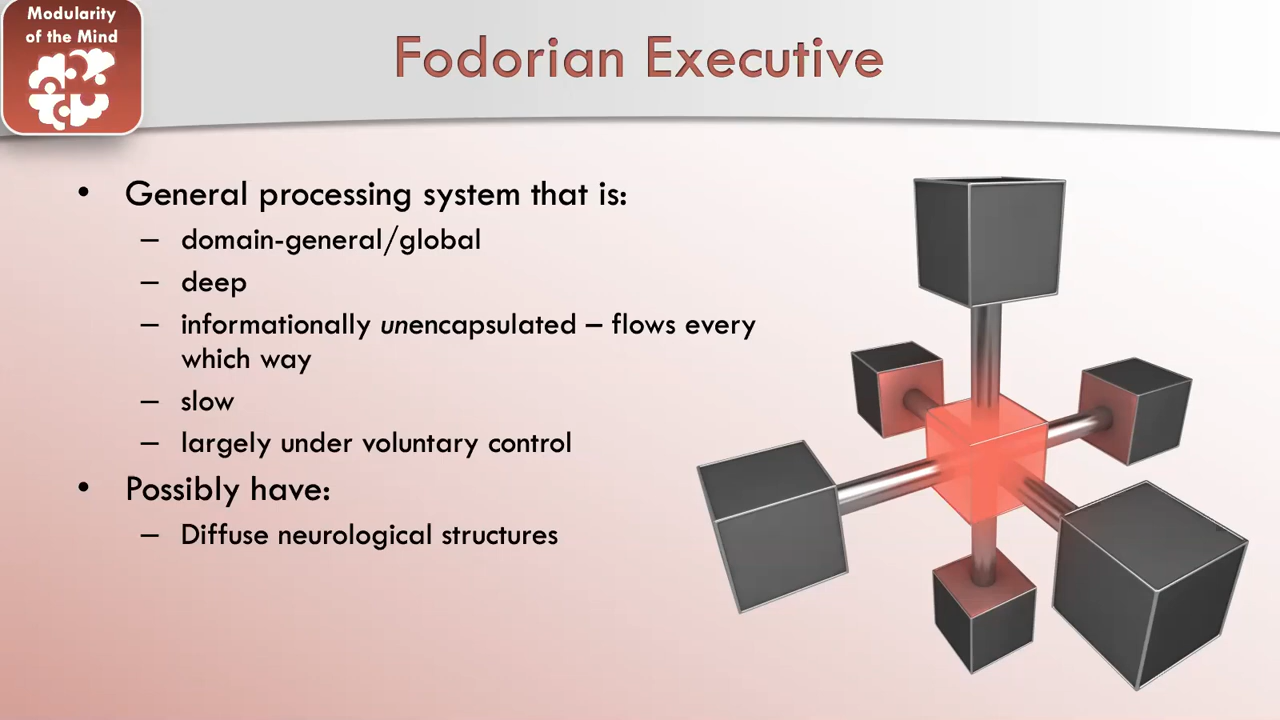 Modularity
of the Mind
Fodorian Executive
• General processing system that is:
– domain-general/global
– deep
– informationally unencapsulated – flows every
which way
– slow
– largely under voluntary control
• Possibly have:
– Diffuse neurological structures